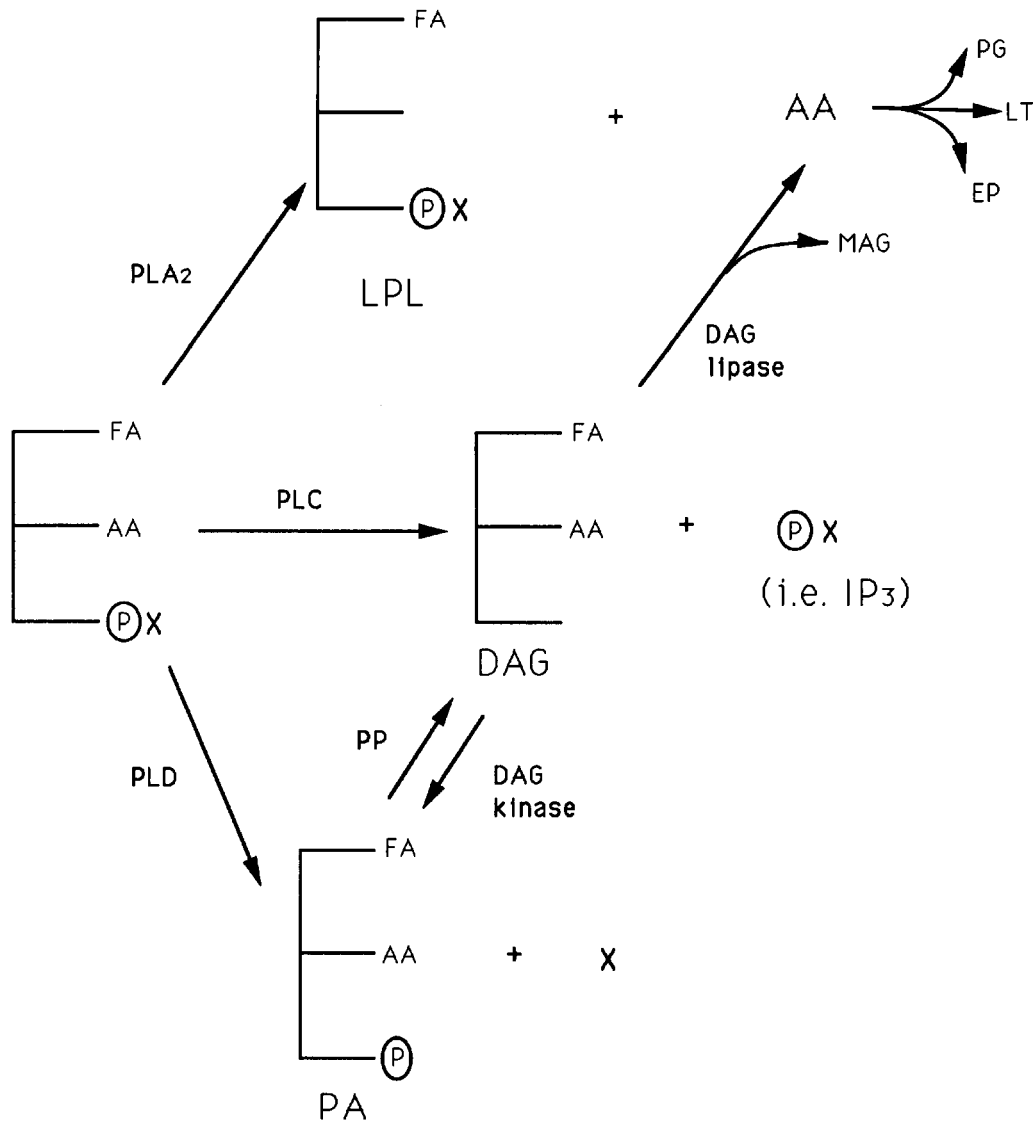 FA
P X
LPL
+
AA
PG
LT
EP
MAG
PLA2
DAG
lipase
FA
AA
P X
PLC
FA
AA
DAG
+
P X
(i.e. IP3)
PLD
PP
DAG
kinase
FA
AA
P
+
X
PA